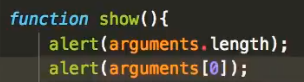 function show(){
alert(arguments.length);
alert(arguments[0]);